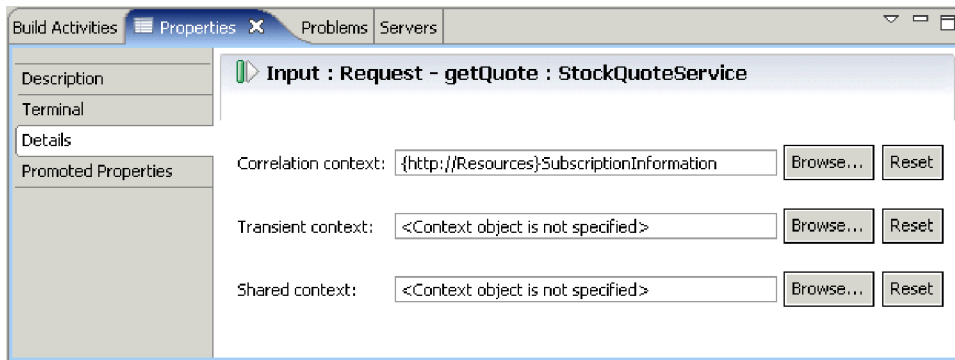 Build Activities Properties Problems Servers
Description
Terminal
Details
Promoted Properties
Input : Request - getQuote : StockQuoteService
Correlation context: {http://Resources}SubscriptionInformation Browse... Reset
Transient context: <Context object is not specified> Browse... Reset
Shared context: <Context object is not specified> Browse... Reset